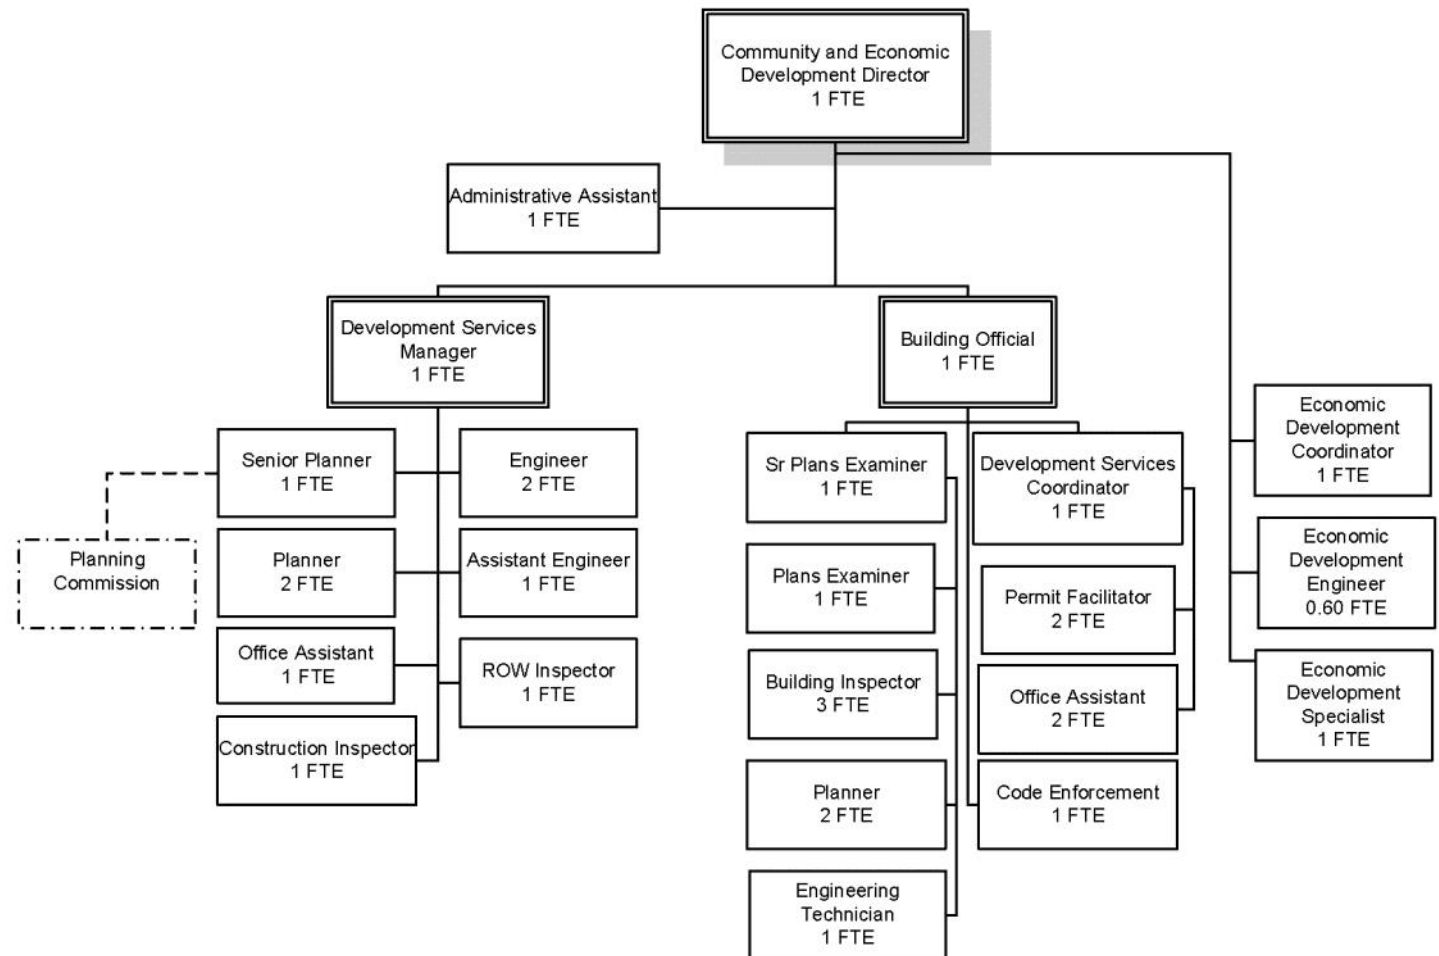 Community and Economic
Development Director
1 FTE
Administrative Assistant
1 FTE
Development Services
Manager
1 FTE
Building Official
1 FTE
Senior Planner
1 FTE
Engineer
2 FTE
Planning
Commission
Planner
2 FTE
Assistant Engineer
1 FTE
Office Assistant
1 FTE
ROW Inspector
1 FTE
Construction Inspector
1 FTE
Sr Plans Examiner
1 FTE
Development Services
Coordinator
1 FTE
Plans Examiner
1 FTE
Permit Facilitator
2 FTE
Building Inspector
3 FTE
Office Assistant
2 FTE
Planner
2 FTE
Code Enforcement
1 FTE
Engineering
Technician
1 FTE
Economic
Development
Coordinator
1 FTE
Economic
Development
Engineer
0.60 FTE
Economic
Development
Specialist
1 FTE